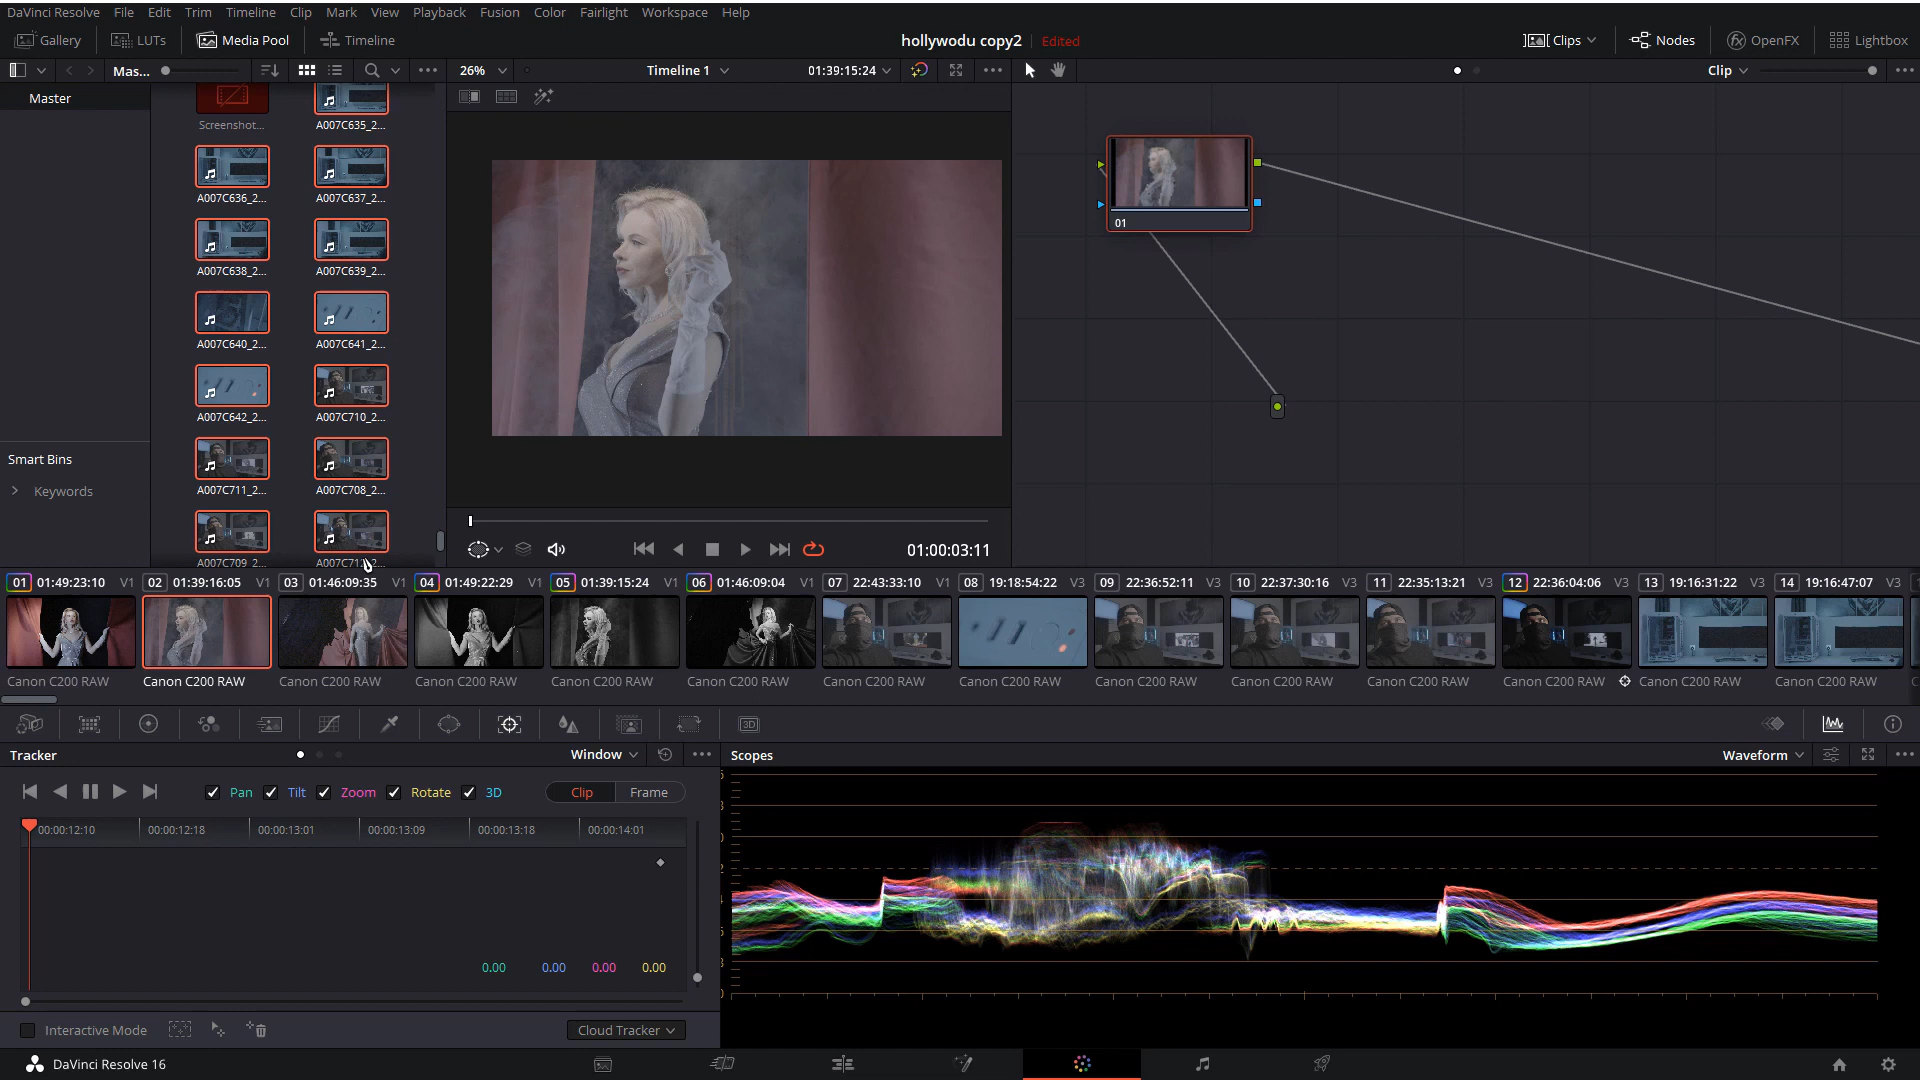 DaVinci Resolve File Edit Trim Timeline Clip Mark View Playback Fusion Color Fairlight Workspace Help
Gallery LUTs Media Pool Timeline hollywodu copy2 Edited Clips Nodes OpenFX Lightbox
Mas... 26% Timeline 1 01:39:15:24 Clip
Master
Screenshot... A007C635_2...
A007C636_2... A007C637_2...
A007C638_2... A007C639_2...
01
A007C640_2... A007C641_2...
A007C642_2... A007C710_2...
Smart Bins
Keywords
A007C711_2... A007C708_2...
01:00:03:11
A007C709_2... A007C712_2...
01 01:49:23:10 V1 02 01:39:16:05 V1 03 01:46:09:35 V1 04 01:49:22:29 V1 05 01:39:15:24 V1 06 01:46:09:04 V1 07 22:43:33:10 V1 08 19:18:54:22 V3 09 22:36:52:11 V3 10 22:37:30:16 V3 11 22:35:13:21 V3 12 22:36:04:06 V3 13 19:16:31:22 V3 14 19:16:47:07 V3
Canon C200 RAW Canon C200 RAW Canon C200 RAW Canon C200 RAW Canon C200 RAW Canon C200 RAW Canon C200 RAW Canon C200 RAW Canon C200 RAW Canon C200 RAW Canon C200 RAW Canon C200 RAW Canon C200 RAW Canon C200 RAW
3D
Tracker Window Scopes Waveform
Pan Tilt Zoom Rotate 3D Clip Frame
00:00:12:10 00:00:12:18 00:00:13:01 00:00:13:09 00:00:13:18 00:00:14:01
0.00 0.00 0.00 0.00
Interactive Mode Cloud Tracker
DaVinci Resolve 16